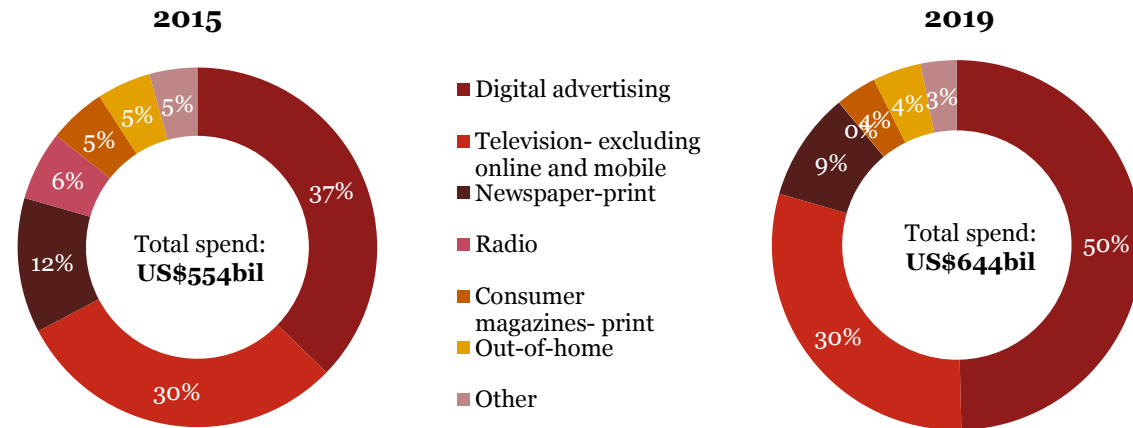 2015
5%
5%
5%
6%
12%
37%
30%
Total spend:
US$554bil
Digital advertising
Television- excluding
online and mobile
Newspaper-print
Radio
Consumer
magazines- print
Out-of-home
Other
2019
3%
4%
4%
0%
9%
50%
30%
Total spend:
US$644bil